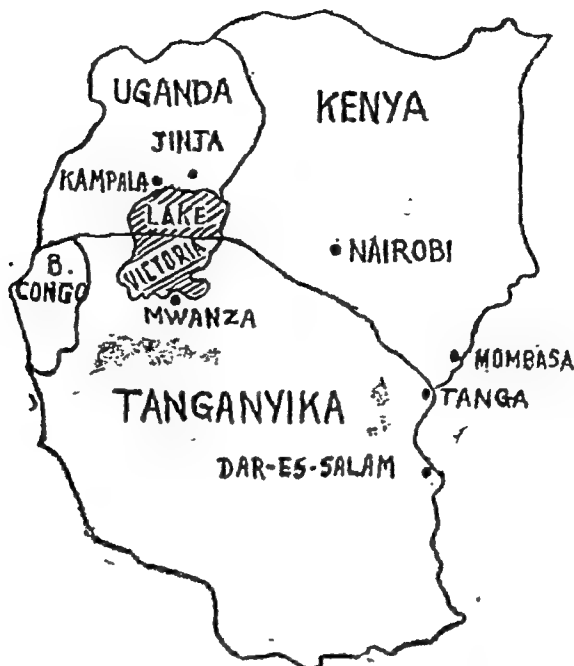 UGANDA
KENYA
JINJA
KAMPALA
LAKE
VICTORIA
NAIROBI
B.
CONGO
MWANZA
MOMBASA
TANGANYIKA
TANGA
DAR-ES-SALAM